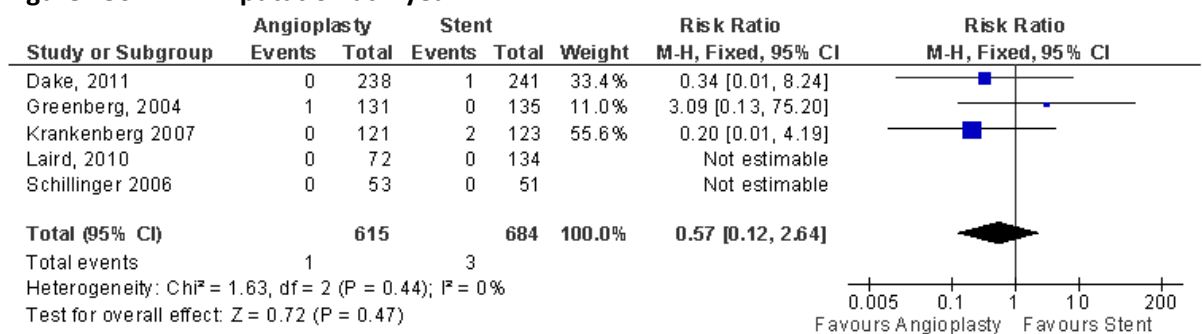 Angioplasty Stent Risk Ratio Risk Ratio
Study or Subgroup Events Total Events Total Weight M-H, Fixed, 95% CI M-H, Fixed, 95% CI
Dake, 2011 0 238 1 241 33.4% 0.34 [0.01, 8.24]
Greenberg, 2004 1 131 0 135 11.0% 3.09 [0.13, 75.20]
Krankenberg 2007 0 121 2 123 55.6% 0.20 [0.01, 4.19]
Laird, 2010 0 72 0 134 Not estimable
Schillinger 2006 0 53 0 51 Not estimable
Total (95% CI) 615 684 100.0% 0.57 [0.12, 2.64]
Total events 1 3
Heterogeneity: Chi² = 1.63, df = 2 (P = 0.44); I² = 0%
Test for overall effect: Z = 0.72 (P = 0.47)
0.005 0.1 1 10 200
Favours Angioplasty Favours Stent